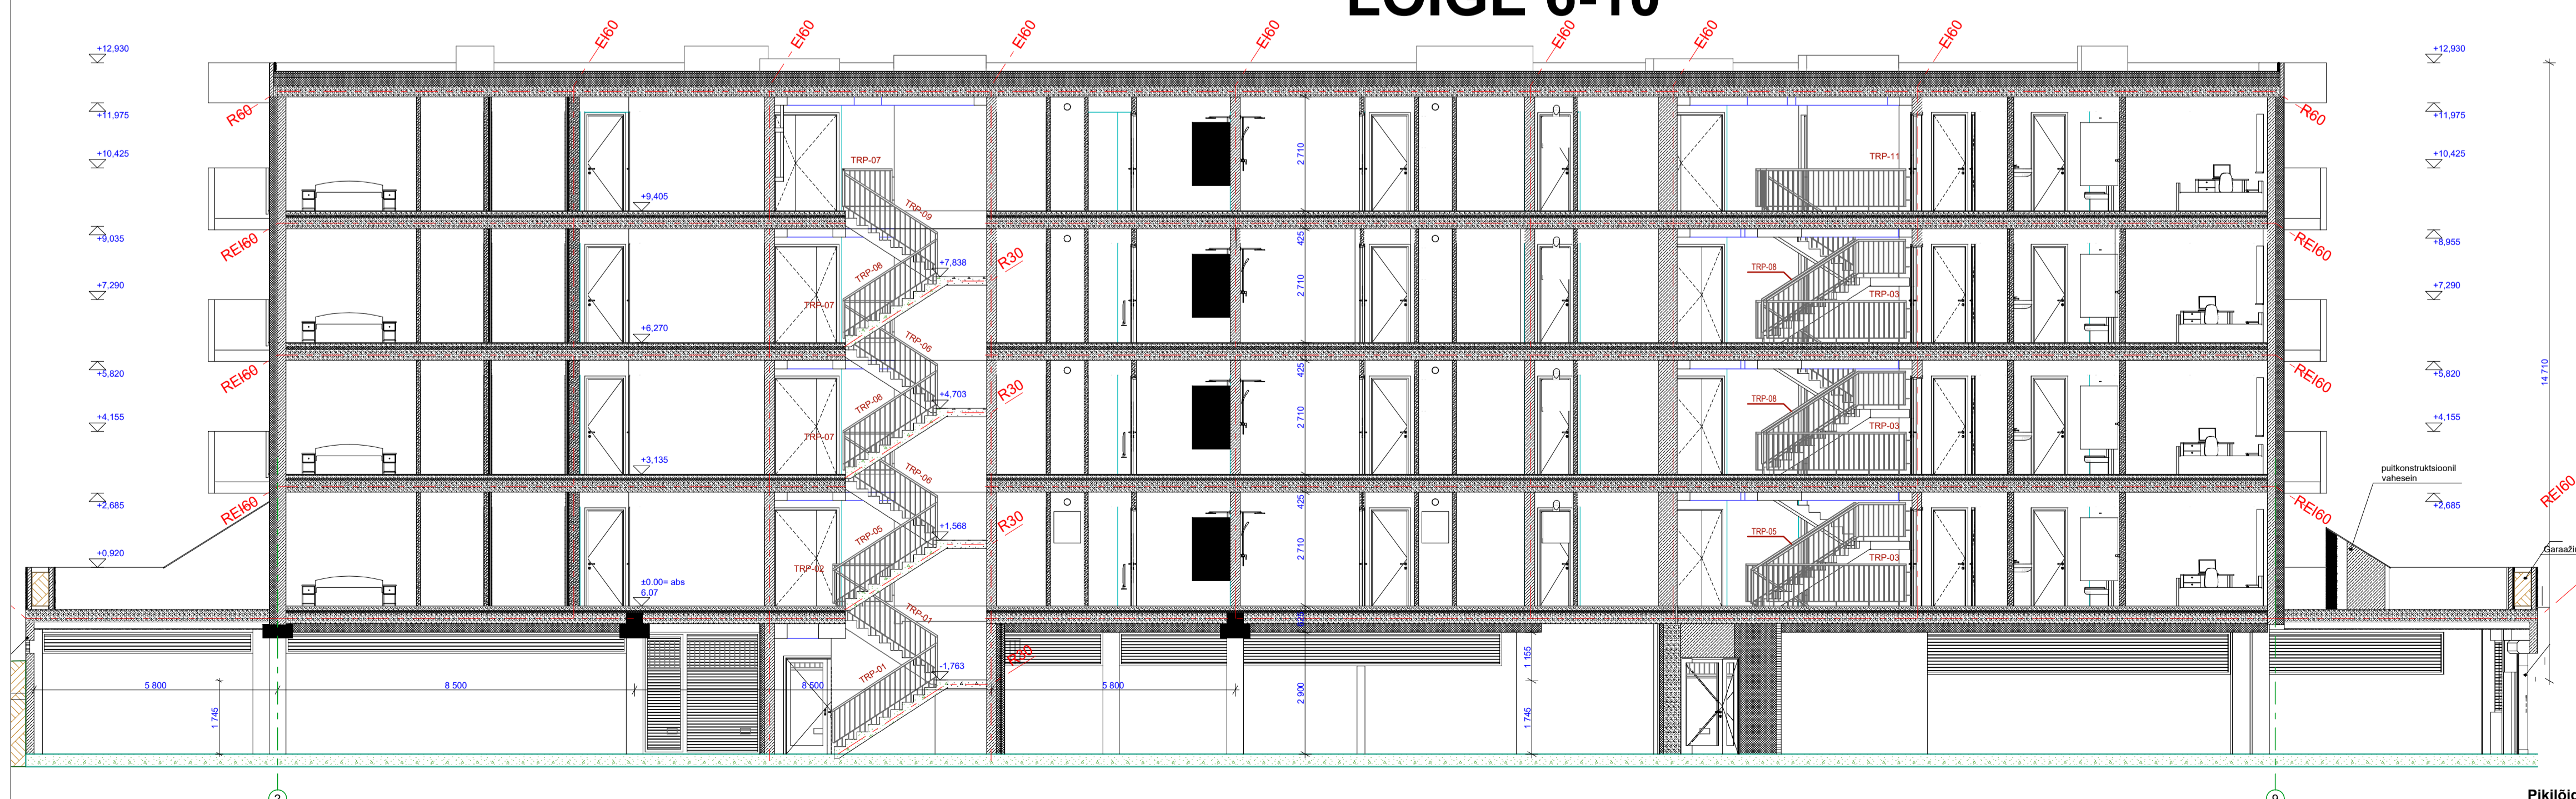 LÕIGE 6-10
EI60
EI60
EI60
EI60
EI60
EI60
EI60
+12,930
+12,930
R60
R60
+11,975
+11,975
+10,425
+10,425
TRP-07
TRP-11
2 710
+9,405
TRP-09
+9,035
REI60
425
REI60
+8,955
+7,838
R30
TRP-08
TRP-08
+7,290
TRP-07
2 710
TRP-03
+7,290
+6,270
TRP-06
REI60
425
REI60
+5,820
+5,820
14 710
+4,703
R30
TRP-08
TRP-08
+4,155
TRP-07
2 710
TRP-03
+4,155
+3,135
TRP-06
puitkonstruktsioonil
vahesein
REI60
425
REI60
REI60
+2,685
+2,685
+1,568
R30
TRP-05
TRP-05
+0,920
TRP-02
2 710
TRP-03
±0.00= abs
6.07
TRP-01
R30
-1,763
TRP-01
1 155
5 800
8 500
8 500
5 800
2 900
1 745
1 745
2
9